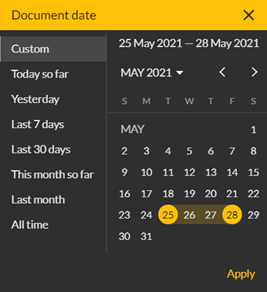 Document date
Custom
Today so far
Yesterday
Last 7 days
Last 30 days
This month so far
Last month
All time
25 May 2021 — 28 May 2021
MAY 2021
S M T W T F S
MAY 1
2 3 4 5 6 7 8
9 10 11 12 13 14 15
16 17 18 19 20 21 22
23 24 25 26 27 28 29
30 31
Apply